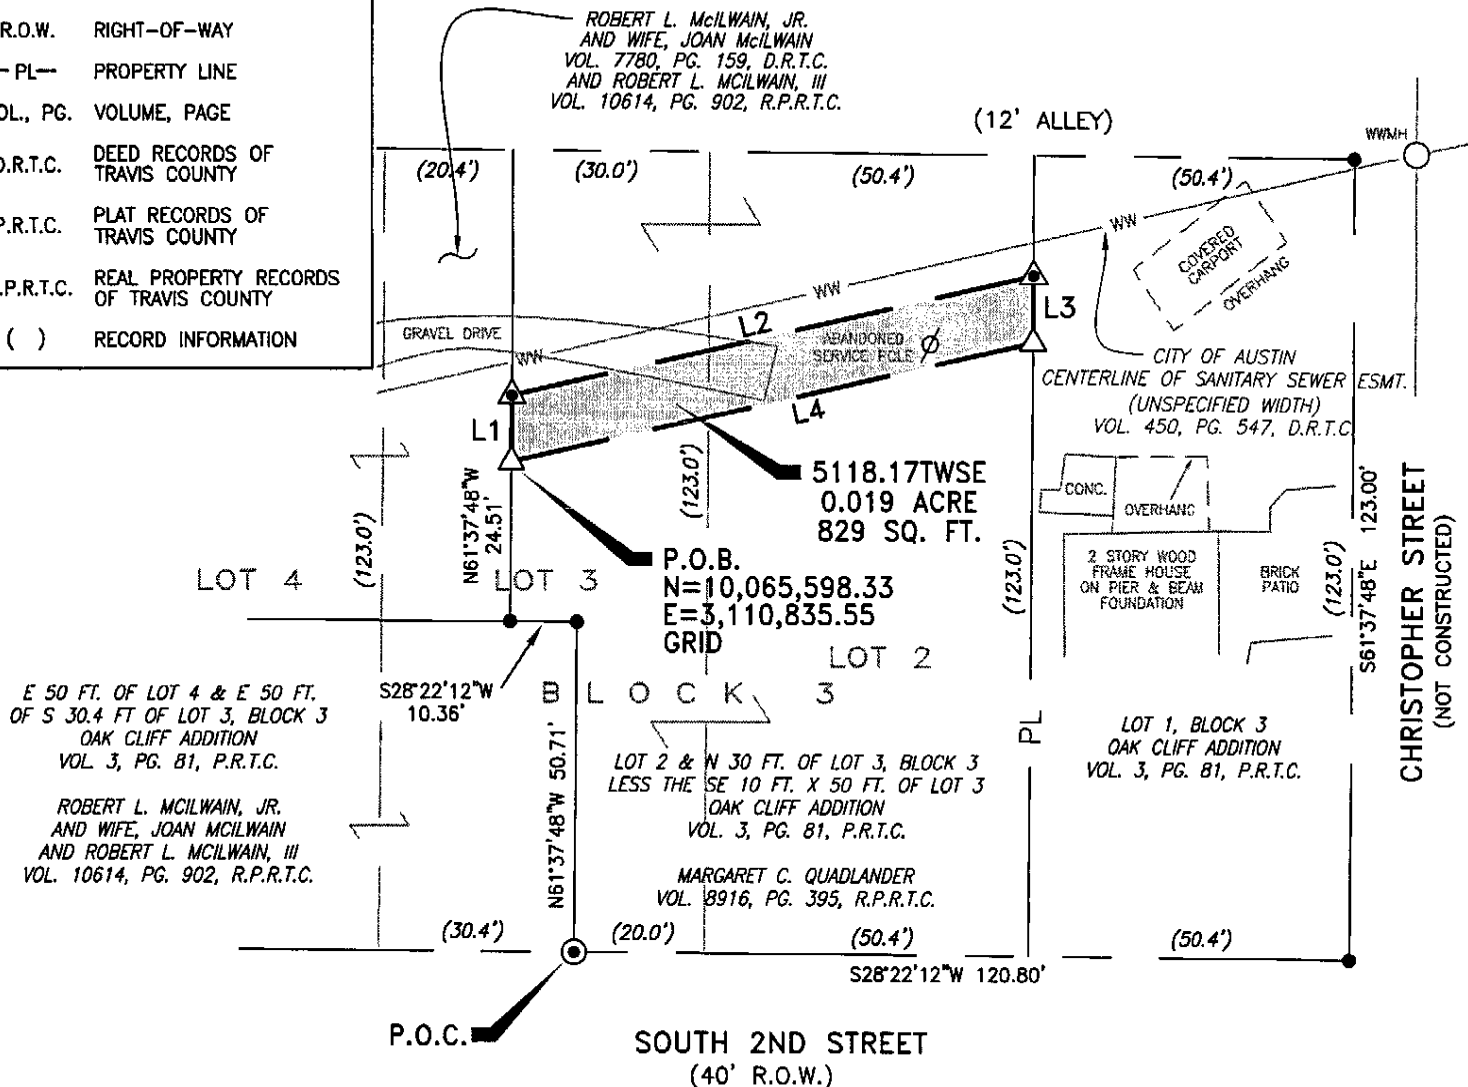 R.O.W. RIGHT-OF-WAY
PL PROPERTY LINE
OL., PG. VOLUME, PAGE
D.R.T.C. DEED RECORDS OF
TRAVIS COUNTY
P.R.T.C. PLAT RECORDS OF
TRAVIS COUNTY
.P.R.T.C. REAL PROPERTY RECORDS
OF TRAVIS COUNTY
( ) RECORD INFORMATION
ROBERT L. McILWAIN, JR.
AND WIFE, JOAN McILWAIN
VOL. 7780, PG. 159, D.R.T.C.
AND ROBERT L. MCILWAIN, III
VOL. 10614, PG. 902, R.P.R.T.C.
(12' ALLEY)
WWMH
(20.4')
(30.0')
(50.4')
(50.4')
WW
COVERED
CARPORT
OVERHANG
WW
L2
L3
GRAVEL DRIVE
WW
ABANDONED
SERVICE POLE
CITY OF AUSTIN
CENTERLINE OF SANITARY SEWER ESMT.
(UNSPECIFIED WIDTH)
VOL. 450, PG. 547, D.R.T.C.
L1
L4
5118.17TWSE
0.019 ACRE
829 SQ. FT.
N61°37'48"W
24.51'
(123.0')
(123.0')
(123.0')
(123.0')
S61°37'48"E 123.00'
CONC.
OVERHANG
2 STORY WOOD
FRAME HOUSE
ON PIER & BEAM
FOUNDATION
BRICK
PATIO
CHRISTOPHER STREET
(NOT CONSTRUCTED)
P.O.B.
N=10,065,598.33
E=3,110,835.55
GRID
LOT 4
LOT 3
LOT 2
BLOCK 3
S28°22'12"W
10.36'
E 50 FT. OF LOT 4 & E 50 FT.
OF S 30.4 FT OF LOT 3, BLOCK 3
OAK CLIFF ADDITION
VOL. 3, PG. 81, P.R.T.C.
ROBERT L. MCILWAIN, JR.
AND WIFE, JOAN MCILWAIN
AND ROBERT L. MCILWAIN, III
VOL. 10614, PG. 902, R.P.R.T.C.
N61°37'48"W 50.71'
LOT 2 & N 30 FT. OF LOT 3, BLOCK 3
LESS THE SE 10 FT. X 50 FT. OF LOT 3
OAK CLIFF ADDITION
VOL. 3, PG. 81, P.R.T.C.
MARGARET C. QUADLANDER
VOL. 8916, PG. 395, R.P.R.T.C.
PL
LOT 1, BLOCK 3
OAK CLIFF ADDITION
VOL. 3, PG. 81, P.R.T.C.
(30.4')
(20.0')
(50.4')
(50.4')
S28°22'12"W 120.80'
P.O.C.
SOUTH 2ND STREET
(40' R.O.W.)